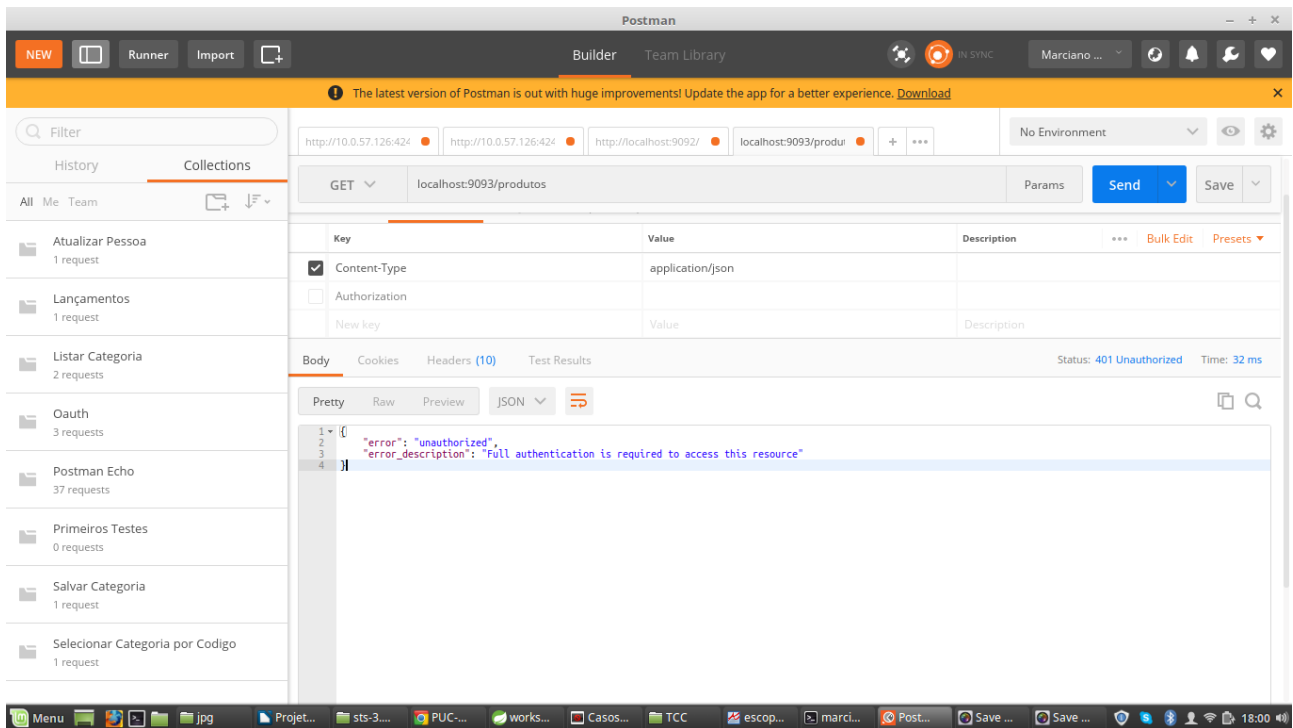 Postman
NEW Runner Import Builder Team Library IN SYNC Marciano ...
The latest version of Postman is out with huge improvements! Update the app for a better experience. Download
Filter
History Collections
All Me Team
Atualizar Pessoa
1 request
Lançamentos
1 request
Listar Categoria
2 requests
Oauth
3 requests
Postman Echo
37 requests
Primeiros Testes
0 requests
Salvar Categoria
1 request
Selecionar Categoria por Codigo
1 request
http://10.0.57.126:424 http://10.0.57.126:424 http://localhost:9092/ localhost:9093/produ
No Environment
GET localhost:9093/produtos Params Send Save
Key Value Description Bulk Edit Presets
Content-Type application/json
Authorization
New key Value Description
Body Cookies Headers (10) Test Results Status: 401 Unauthorized Time: 32 ms
Pretty Raw Preview JSON
1 {
2 "error": "unauthorized",
3 "error_description": "Full authentication is required to access this resource"
4 }
Menu jpg Projet... sts-3.... PUC-... works... Casos... TCC escop... marci... Post... Save ... Save ... 18:00